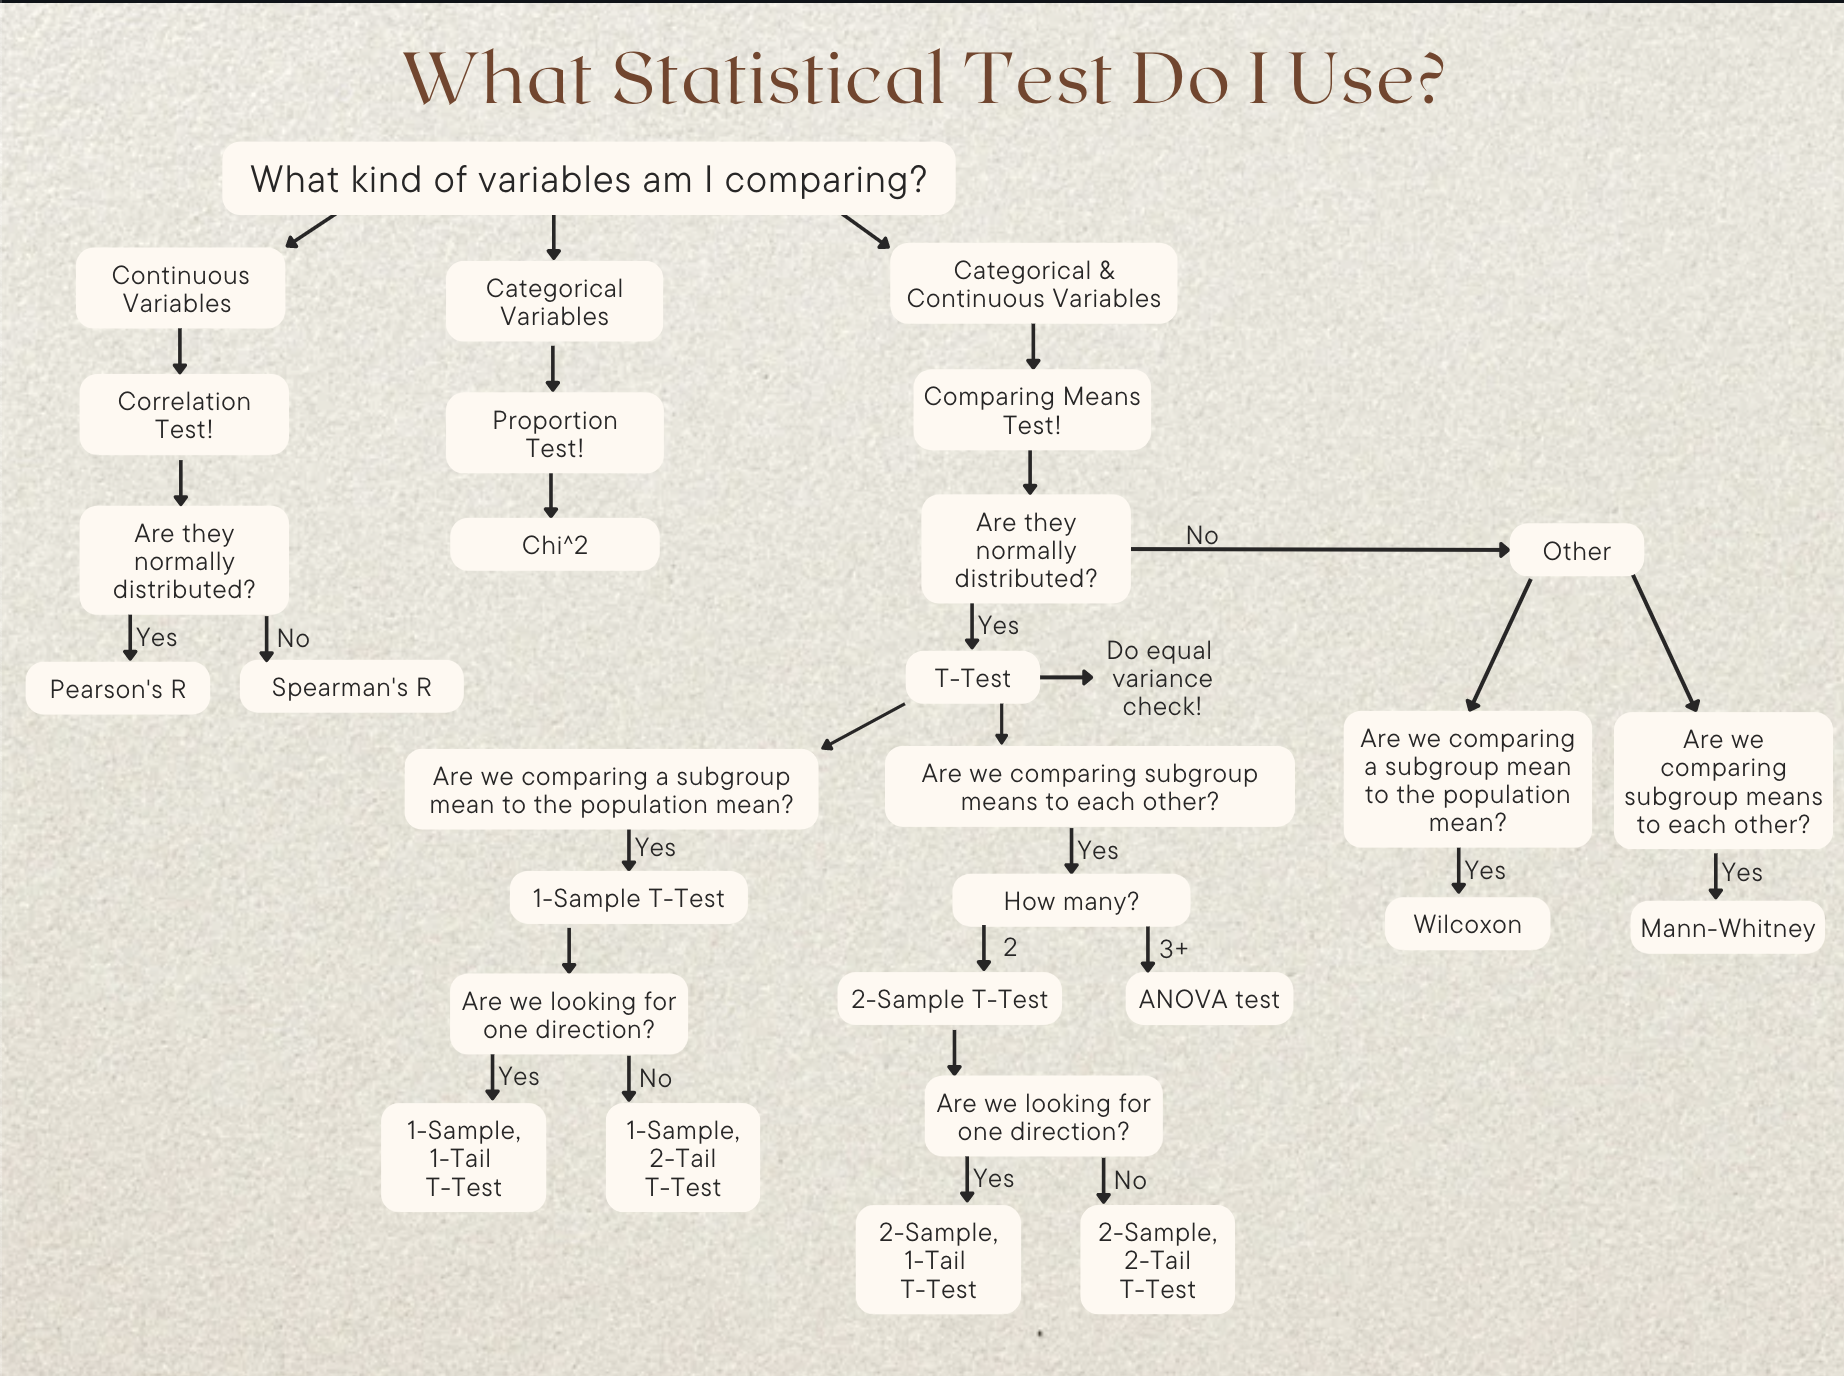 What Statistical Test Do I Use?
What kind of variables am I comparing?
Continuous
Variables
Correlation
Test!
Are they
normally
distributed?
Yes
No
Pearson's R
Spearman's R
Categorical
Variables
Proportion
Test!
Chi^2
Categorical &
Continuous Variables
Comparing Means
Test!
Are they
normally
distributed?
No
Other
Yes
T-Test
Do equal
variance
check!
Are we comparing a subgroup
mean to the population mean?
Yes
1-Sample T-Test
Are we looking for
one direction?
Yes
No
1-Sample,
1-Tail
T-Test
1-Sample,
2-Tail
T-Test
Are we comparing subgroup
means to each other?
Yes
How many?
2
3+
2-Sample T-Test
ANOVA test
Are we looking for
one direction?
Yes
No
2-Sample,
1-Tail
T-Test
2-Sample,
2-Tail
T-Test
Are we comparing
a subgroup mean
to the population
mean?
Yes
Wilcoxon
Are we
comparing
subgroup means
to each other?
Yes
Mann-Whitney